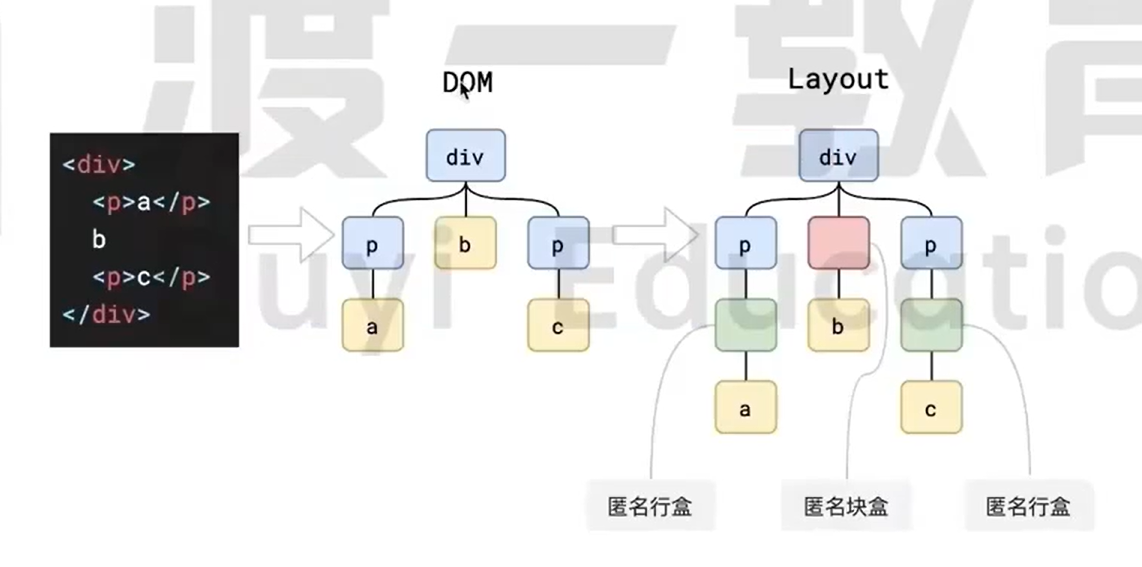 渡一教育
Duyi Education
DOM
Layout
<div>
<p>a</p>
b
<p>c</p>
</div>
div
p
b
p
a
c
div
p
p
b
a
c
匿名行盒
匿名块盒
匿名行盒